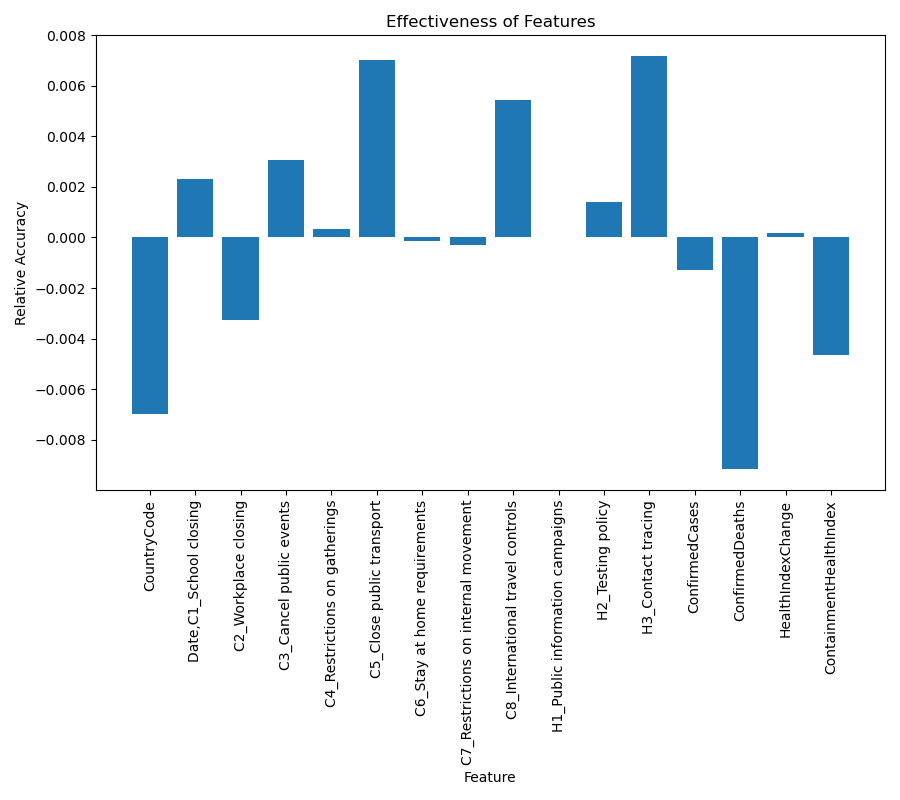 Effectiveness of Features
Relative Accuracy
0.008
0.006
0.004
0.002
0.000
−0.002
−0.004
−0.006
−0.008
CountryCode
Date,C1_School closing
C2_Workplace closing
C3_Cancel public events
C4_Restrictions on gatherings
C5_Close public transport
C6_Stay at home requirements
C7_Restrictions on internal movement
C8_International travel controls
H1_Public information campaigns
H2_Testing policy
H3_Contact tracing
ConfirmedCases
ConfirmedDeaths
HealthIndexChange
ContainmentHealthIndex
Feature